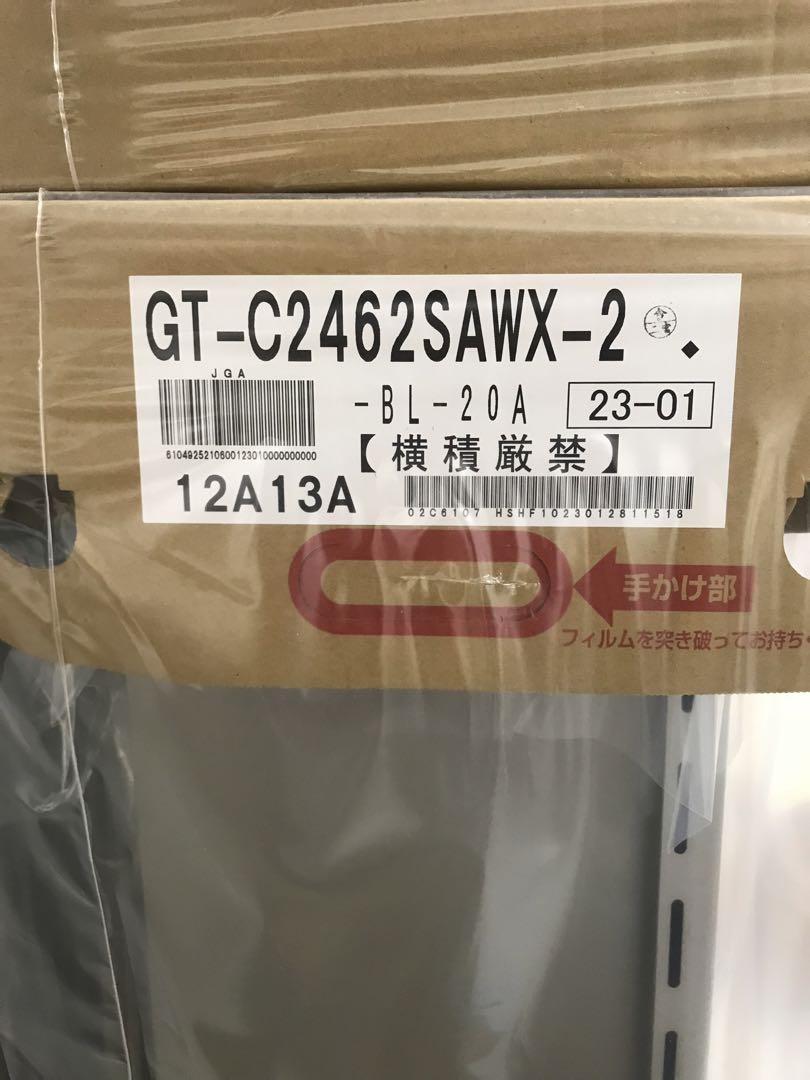 GT-C2462SAWX-2 ◆
JGA
-BL-20A 23-01
61049252106001230100000000000
【横積厳禁】
12A13A
02C6107 HSHF1023012811518
手かけ部
フィルムを突き破ってお持ち